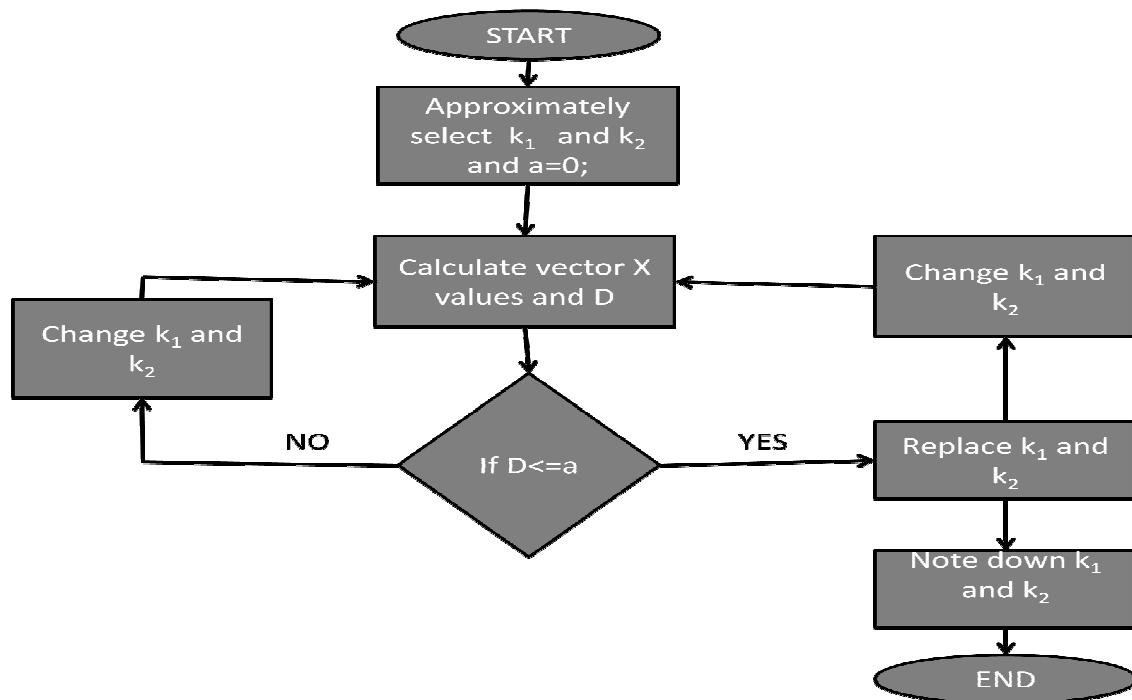 START
Approximately
select k₁ and k₂
and a=0;
Calculate vector X
values and D
Change k₁ and
k₂
Change k₁ and
k₂
NO
If D<=a
YES
Replace k₁ and
k₂
Note down k₁
and k₂
END